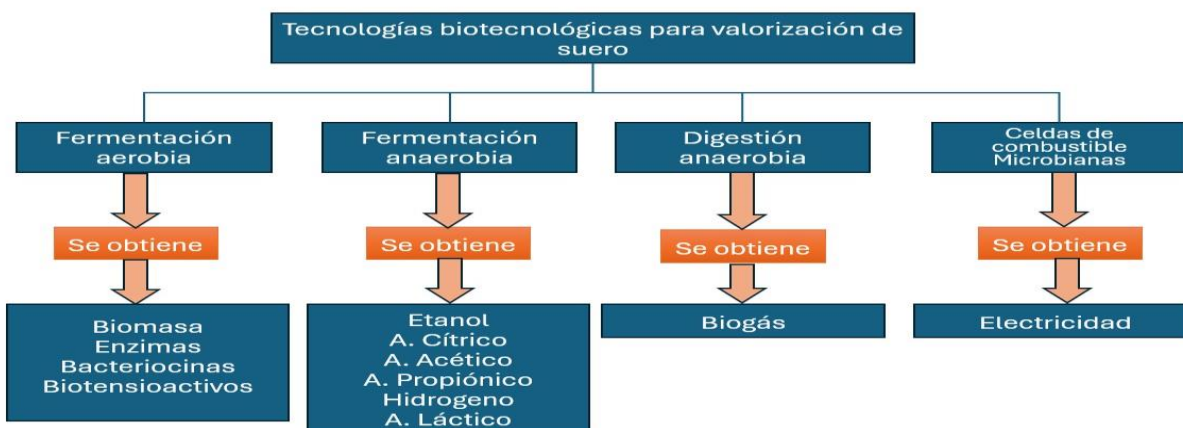 Tecnologías biotecnológicas para valorización de
suero
Fermentación
aerobia
Fermentación
anaerobia
Digestión
anaerobia
Celdas de
combustible
Microbianas
Se obtiene
Se obtiene
Se obtiene
Se obtiene
Biomasa
Enzimas
Bacteriocinas
Biotensioactivos
Etanol
A. Cítrico
A. Acético
A. Propiónico
Hidrogeno
A. Láctico
Biogás
Electricidad